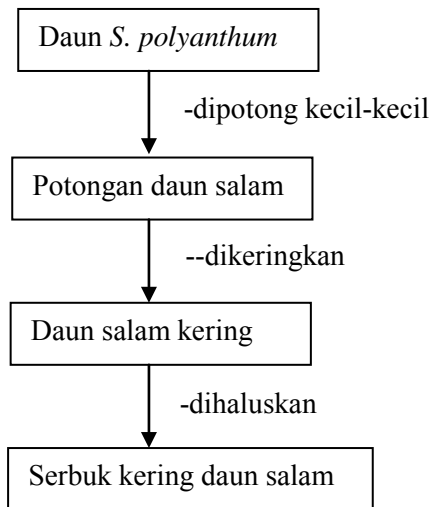 Daun S. polyanthum
-dipotong kecil-kecil
Potongan daun salam
--dikeringkan
Daun salam kering
-dihaluskan
Serbuk kering daun salam